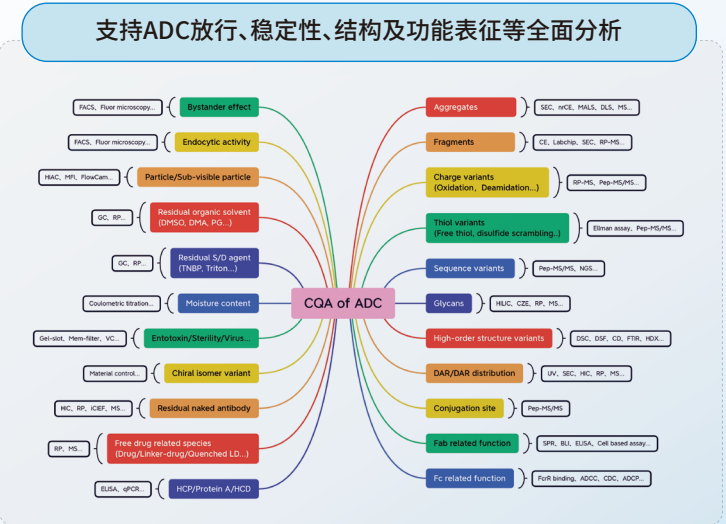 支持ADC放行、稳定性、结构及功能表征等全面分析
CQA of ADC
FACS、Fluor microscopy...
Bystander effect
FACS、Fluor microscopy...
Endocytic activity
HIAC、MFI、FlowCam...
Particle/Sub-visible particle
GC、RP...
Residual organic solvent
(DMSO, DMA, PG...)
GC、RP...
Residual S/D agent
(TNBP, Triton...)
Coulometric titration...
Moisture content
Gel-slot、Mem-filter、VC...
Entotoxin/Sterility/Virus...
Material control...
Chiral isomer variant
HIC、RP、iCIEF、MS...
Residual naked antibody
RP、MS...
Free drug related species
(Drug/Linker-drug/Quenched LD...)
ELISA、qPCR...
HCP/Protein A/HCD
Aggregates
SEC、nrCE、MALS、DLS、MS...
Fragments
CE、Labchip、SEC、RP-MS...
Charge variants
(Oxidation、Deamidation...)
RP-MS、Pep-MS/MS...
Thiol variants
(Free thiol, disulfide scrambling..)
Ellman assay、Pep-MS/MS...
Sequence variants
Pep-MS/MS、NGS...
Glycans
HILIC、CZE、RP、MS...
High-order structure variants
DSC、DSF、CD、FTIR、HDX...
DAR/DAR distribution
UV、SEC、HIC、RP、MS...
Conjugation site
Pep-MS/MS
Fab related function
SPR、BLI、ELISA、Cell based assay...
Fc related function
FcrR binding、ADCC、CDC、ADCP...